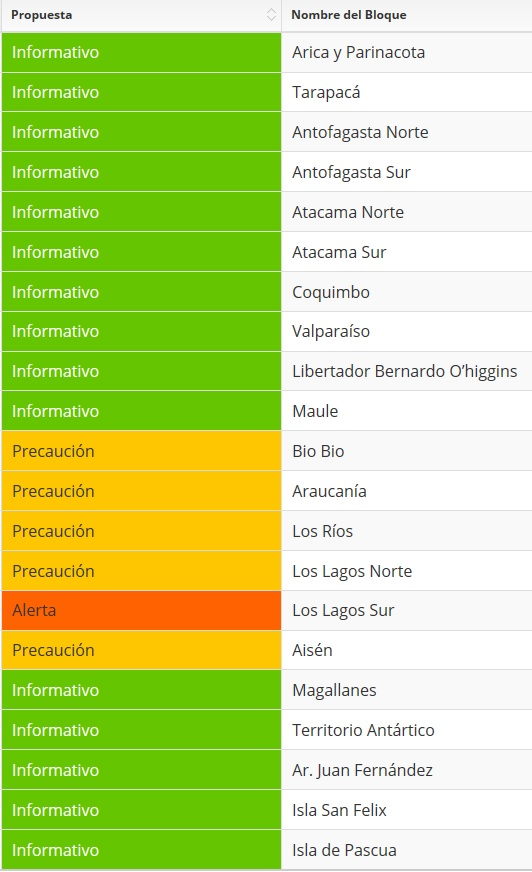 Propuesta Nombre del Bloque
Informativo Arica y Parinacota
Informativo Tarapacá
Informativo Antofagasta Norte
Informativo Antofagasta Sur
Informativo Atacama Norte
Informativo Atacama Sur
Informativo Coquimbo
Informativo Valparaíso
Informativo Libertador Bernardo O’higgins
Informativo Maule
Precaución Bio Bio
Precaución Araucanía
Precaución Los Ríos
Precaución Los Lagos Norte
Alerta Los Lagos Sur
Precaución Aisén
Informativo Magallanes
Informativo Territorio Antártico
Informativo Ar. Juan Fernández
Informativo Isla San Felix
Informativo Isla de Pascua